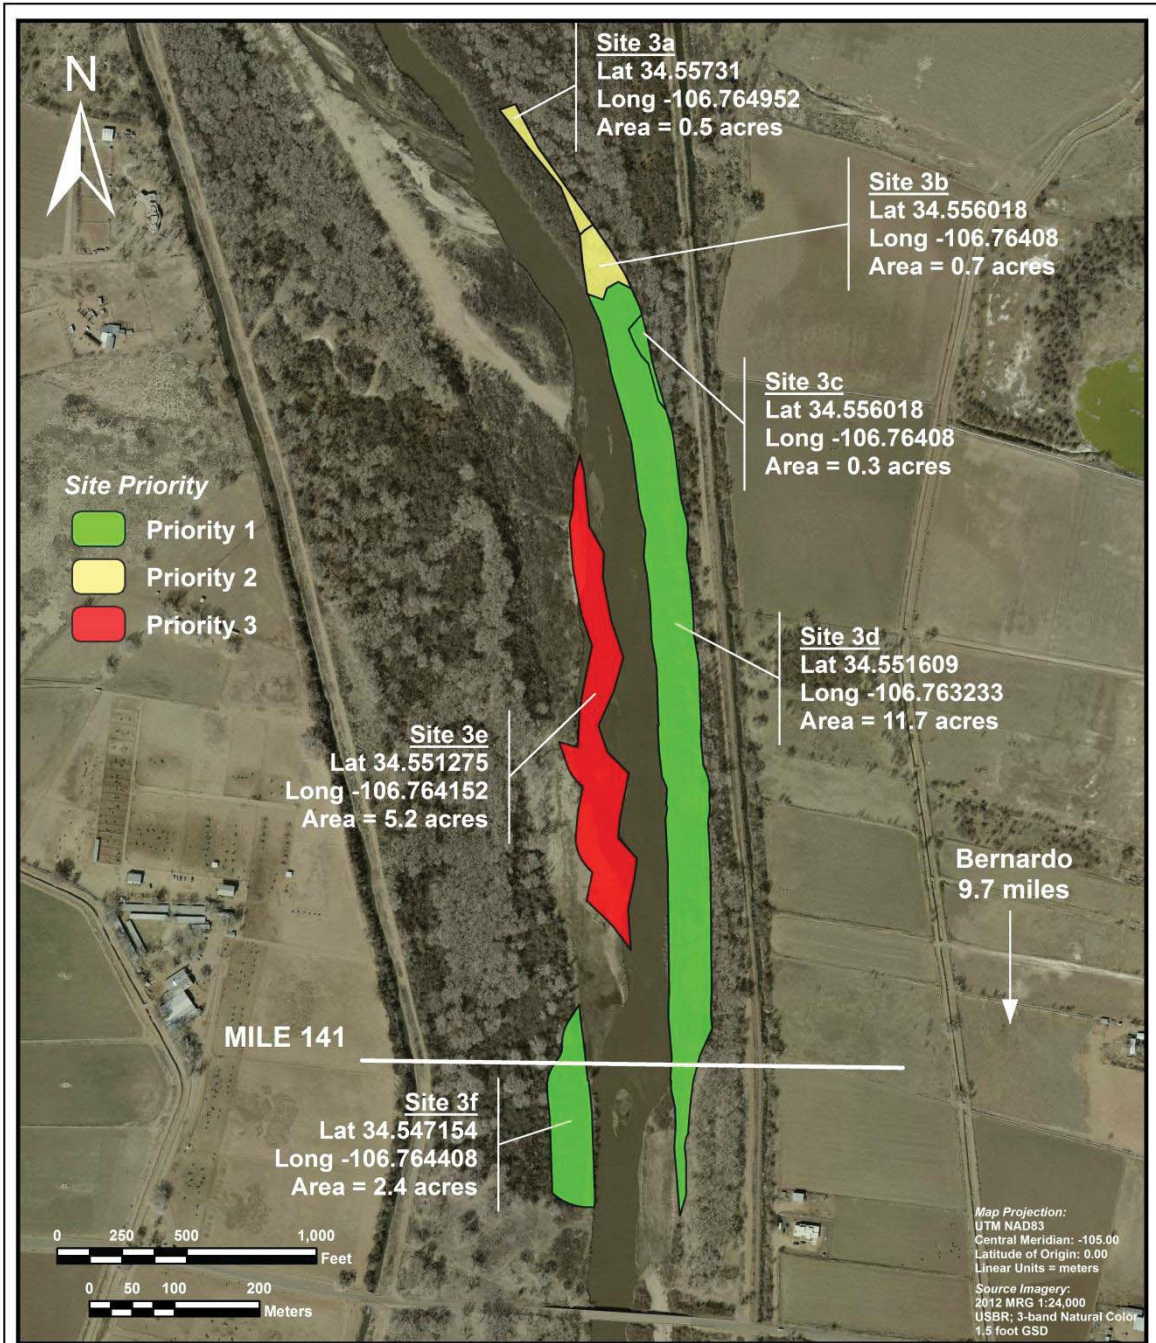 N
Site 3a
Lat 34.55731
Long -106.764952
Area = 0.5 acres
Site 3b
Lat 34.556018
Long -106.76408
Area = 0.7 acres
Site 3c
Lat 34.556018
Long -106.76408
Area = 0.3 acres
Site Priority
Priority 1
Priority 2
Priority 3
Site 3d
Lat 34.551609
Long -106.763233
Area = 11.7 acres
Site 3e
Lat 34.551275
Long -106.764152
Area = 5.2 acres
Bernardo
9.7 miles
MILE 141
Site 3f
Lat 34.547154
Long -106.764408
Area = 2.4 acres
0 250 500 1,000
Feet
0 50 100 200
Meters
Map Projection:
UTM NAD83
Central Meridian: -105.00
Latitude of Origin: 0.00
Linear Units = meters
Source Imagery:
2012 MRG 1:24,000
USBR; 3-band Natural Color
1.5 foot GSD